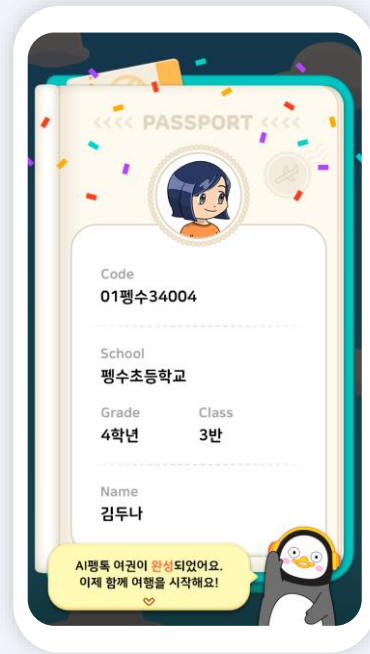 <<<< PASSPORT <<<<
Code
01펭수34004
School
펭수초등학교
Grade Class
4학년 3반
Name
김두나
AI펭톡 여권이 완성되었어요.
이제 함께 여행을 시작해요!